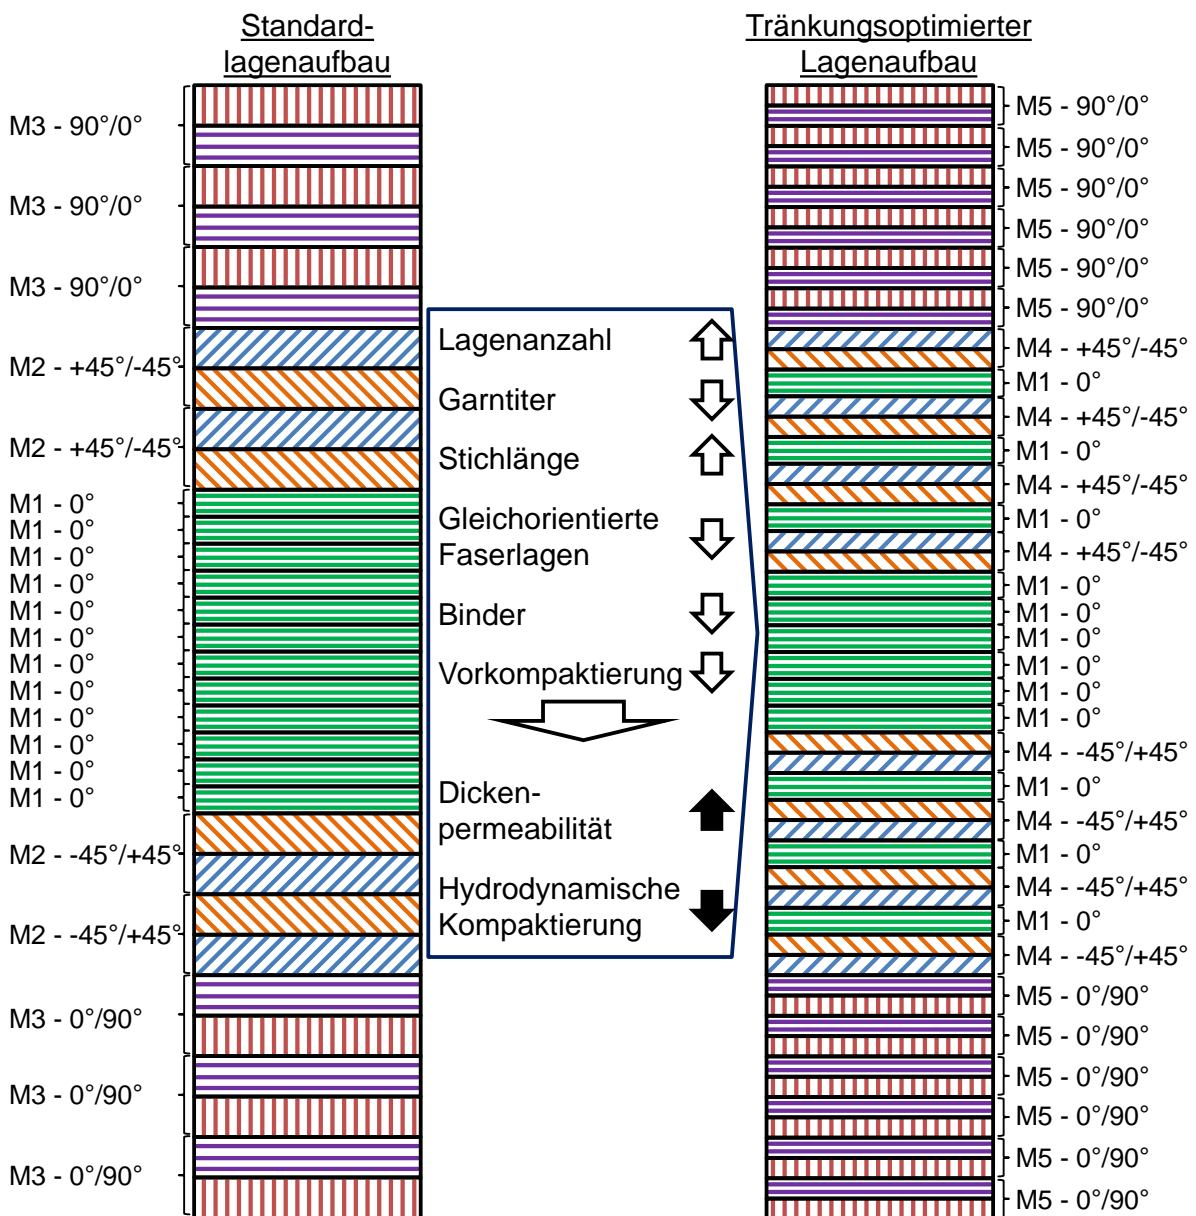 Standard-
lagenaufbau
M3 - 90°/0°
M3 - 90°/0°
M3 - 90°/0°
M2 - +45°/-45°
M2 - +45°/-45°
M1 - 0°
M1 - 0°
M1 - 0°
M1 - 0°
M1 - 0°
M1 - 0°
M1 - 0°
M1 - 0°
M1 - 0°
M1 - 0°
M1 - 0°
M1 - 0°
M2 - -45°/+45°
M2 - -45°/+45°
M3 - 0°/90°
M3 - 0°/90°
M3 - 0°/90°
Lagenanzahl
Garntiter
Stichlänge
Gleichorientierte
Faserlagen
Binder
Vorkompaktierung
Dicken-
permeabilität
Hydrodynamische
Kompaktierung
Tränkungsoptimierter
Lagenaufbau
M5 - 90°/0°
M5 - 90°/0°
M5 - 90°/0°
M5 - 90°/0°
M5 - 90°/0°
M5 - 90°/0°
M4 - +45°/-45°
M1 - 0°
M4 - +45°/-45°
M1 - 0°
M4 - +45°/-45°
M1 - 0°
M4 - +45°/-45°
M1 - 0°
M1 - 0°
M1 - 0°
M1 - 0°
M1 - 0°
M1 - 0°
M4 - -45°/+45°
M1 - 0°
M4 - -45°/+45°
M1 - 0°
M4 - -45°/+45°
M1 - 0°
M4 - -45°/+45°
M5 - 0°/90°
M5 - 0°/90°
M5 - 0°/90°
M5 - 0°/90°
M5 - 0°/90°
M5 - 0°/90°